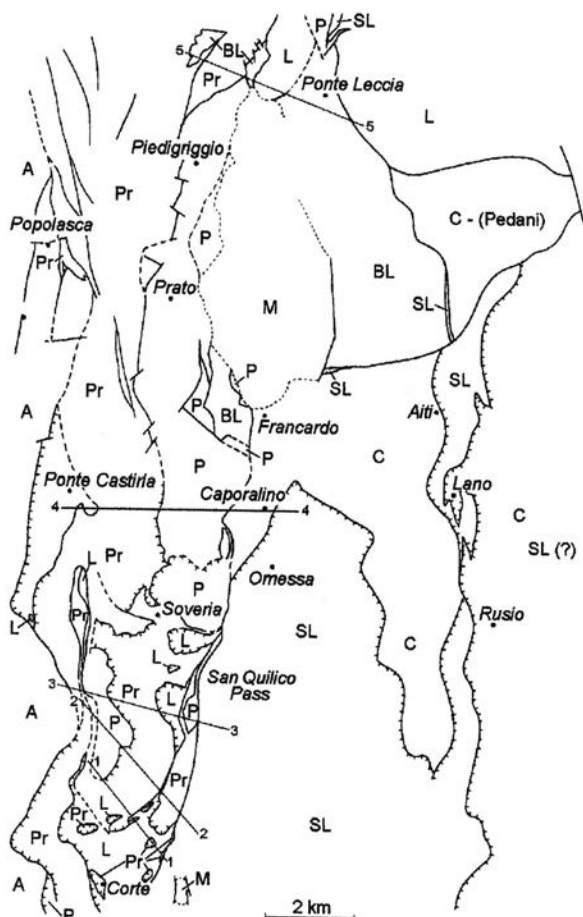 P SL
5 BL L
Pr Ponte Leccia
5 L
Piedigriggio
A Pr C - (Pedani)
Popolasca P
Pr BL
Prato M SL
SL
P SL
Pr P BL Aiti
A Francardo
P C
P Lano
Ponte Castirla Caporalino C
4 4 SL (?)
L Pr P Omessa
Pr Soveria Rusio
L L SL
L C
A 3 Pr L San Quilico
2 P P Pass
3
1 Pr
L 2 SL
Pr Pr
L 1
Pr
A Corte M
P 2 km